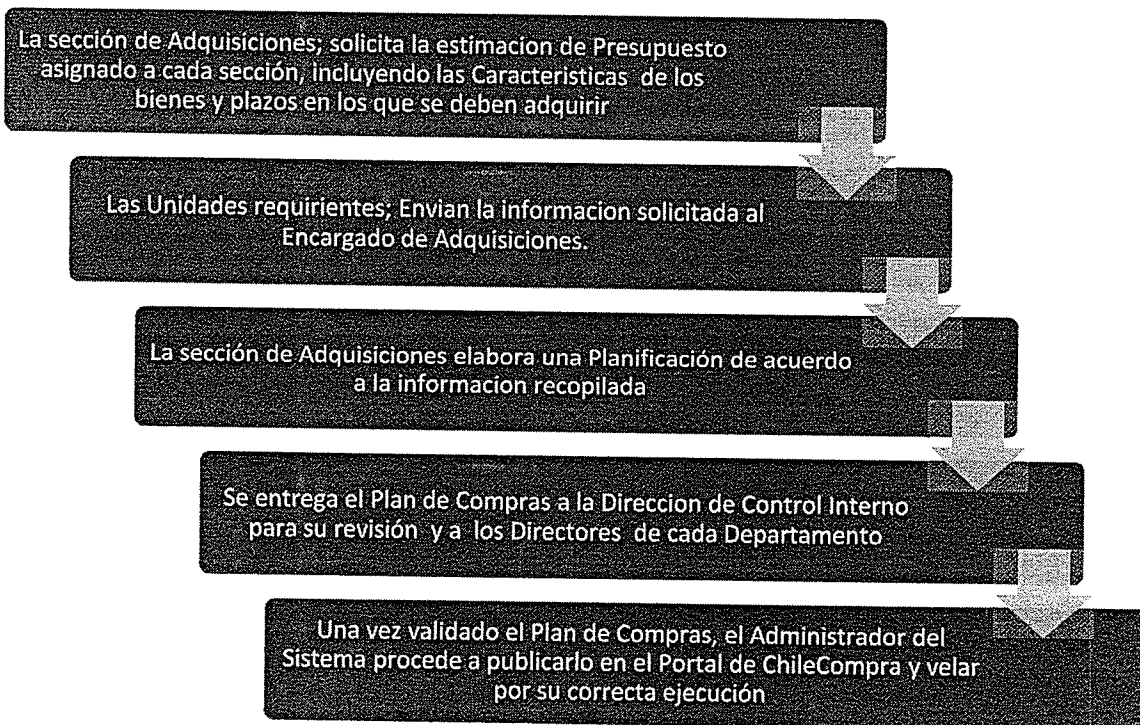 La sección de Adquisiciones; solicita la estimacion de Presupuesto
asignado a cada sección, incluyendo las Caracteristicas de los
bienes y plazos en los que se deben adquirir
Las Unidades requirientes; Envian la informacion solicitada al
Encargado de Adquisiciones.
La sección de Adquisiciones elabora una Planificación de acuerdo
a la informacion recopilada
Se entrega el Plan de Compras a la Direccion de Control Interno
para su revisión y a los Directores de cada Departamento
Una vez validado el Plan de Compras, el Administrador del
Sistema procede a publicarlo en el Portal de ChileCompra y velar
por su correcta ejecución